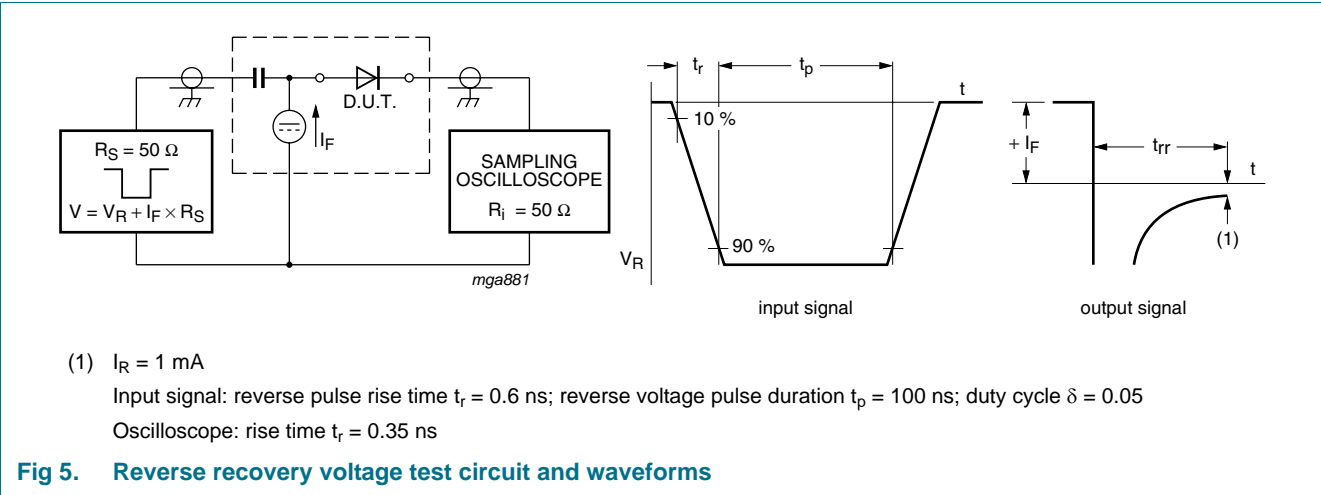 R_S = 50 Ω
V = V_R + I_F × R_S
I_F
D.U.T.
SAMPLING
OSCILLOSCOPE
R_i = 50 Ω
mga881
t_r
t_p
t
10 %
90 %
V_R
input signal
+ I_F
t_rr
t
(1)
output signal
(1) I_R = 1 mA
Input signal: reverse pulse rise time t_r = 0.6 ns; reverse voltage pulse duration t_p = 100 ns; duty cycle δ = 0.05
Oscilloscope: rise time t_r = 0.35 ns
Fig 5. Reverse recovery voltage test circuit and waveforms